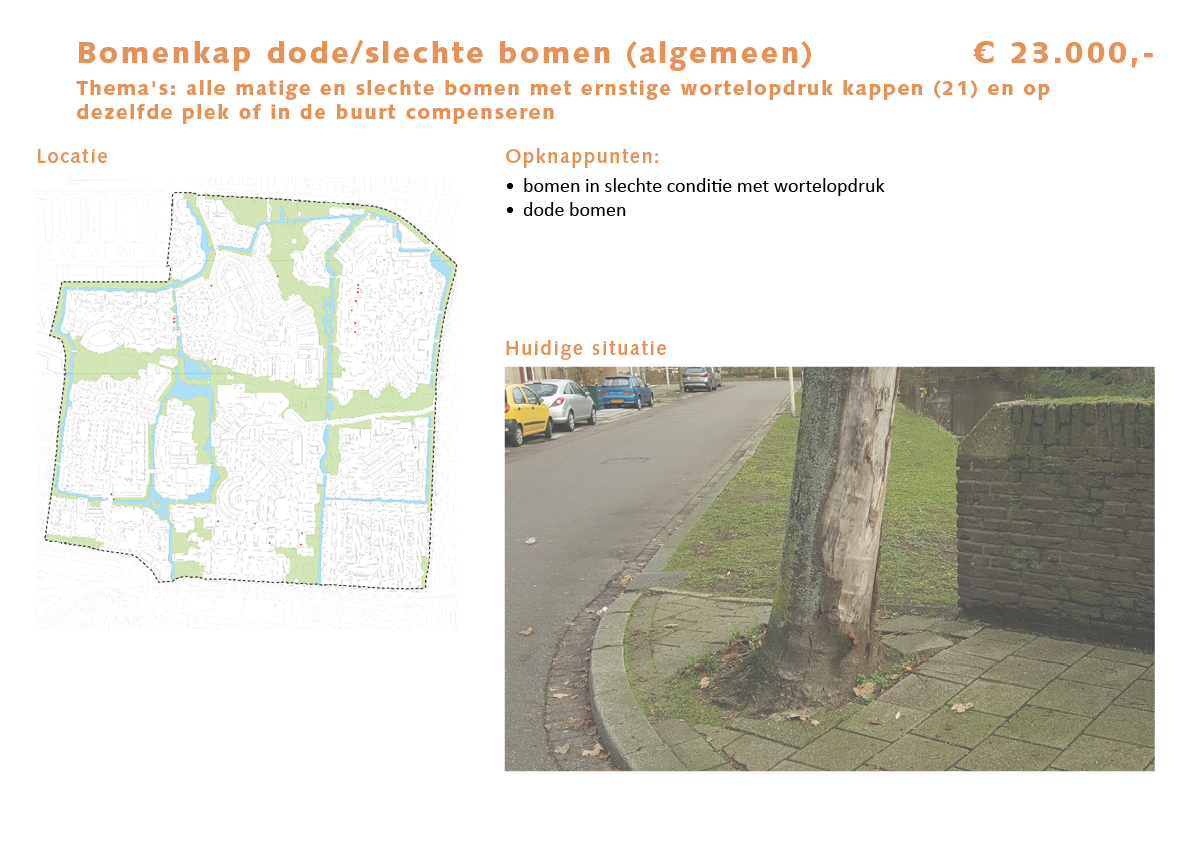 Bomenkap dode/slechte bomen (algemeen) € 23.000,-
Thema's: alle matige en slechte bomen met ernstige wortelopdruk kappen (21) en op
dezelfde plek of in de buurt compenseren
Locatie
Opknappunten:
• bomen in slechte conditie met wortelopdruk
• dode bomen
Huidige situatie